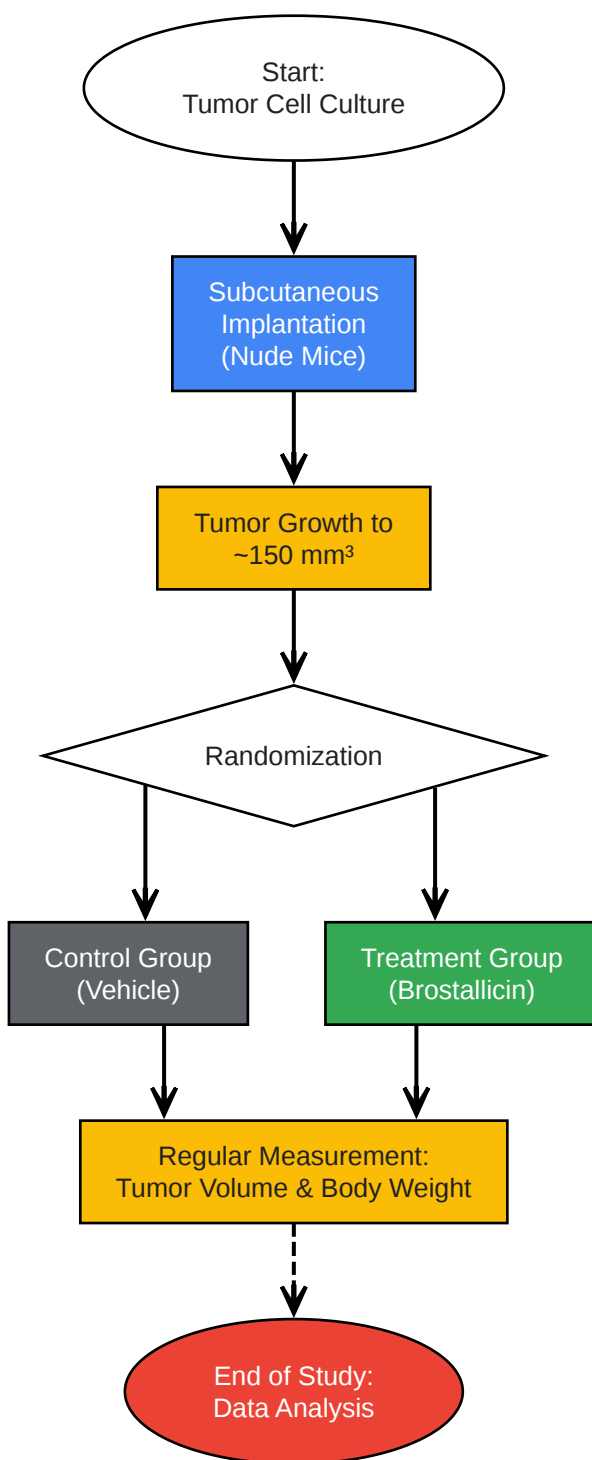 Start:
Tumor Cell Culture
Subcutaneous
Implantation
(Nude Mice)
Tumor Growth to
~150 mm³
Randomization
Control Group
(Vehicle)
Treatment Group
(Brostallicin)
Regular Measurement:
Tumor Volume & Body Weight
End of Study:
Data Analysis